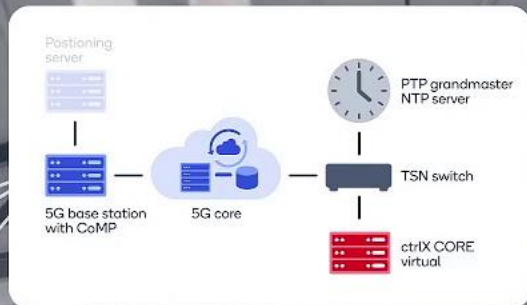 Postioning
server
PTP grandmaster
NTP server
TSN switch
5G base station
with CoMP
5G core
ctrlX CORE
virtual